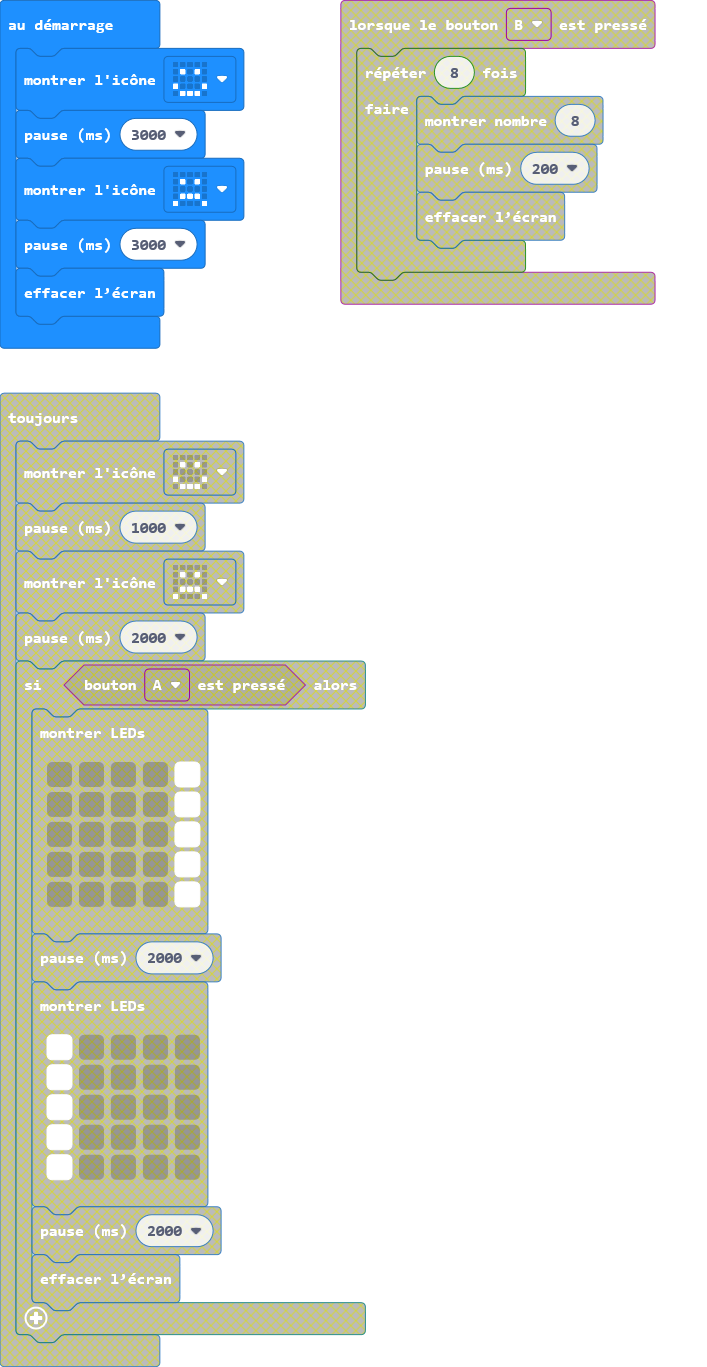 au démarrage
montrer l'icône
pause (ms) 3000
montrer l'icône
pause (ms) 3000
effacer l’écran
lorsque le bouton B est pressé
répéter 8 fois
faire
montrer nombre 8
pause (ms) 200
effacer l’écran
toujours
montrer l'icône
pause (ms) 1000
montrer l'icône
pause (ms) 2000
si bouton A est pressé alors
montrer LEDs
pause (ms) 2000
montrer LEDs
pause (ms) 2000
effacer l’écran